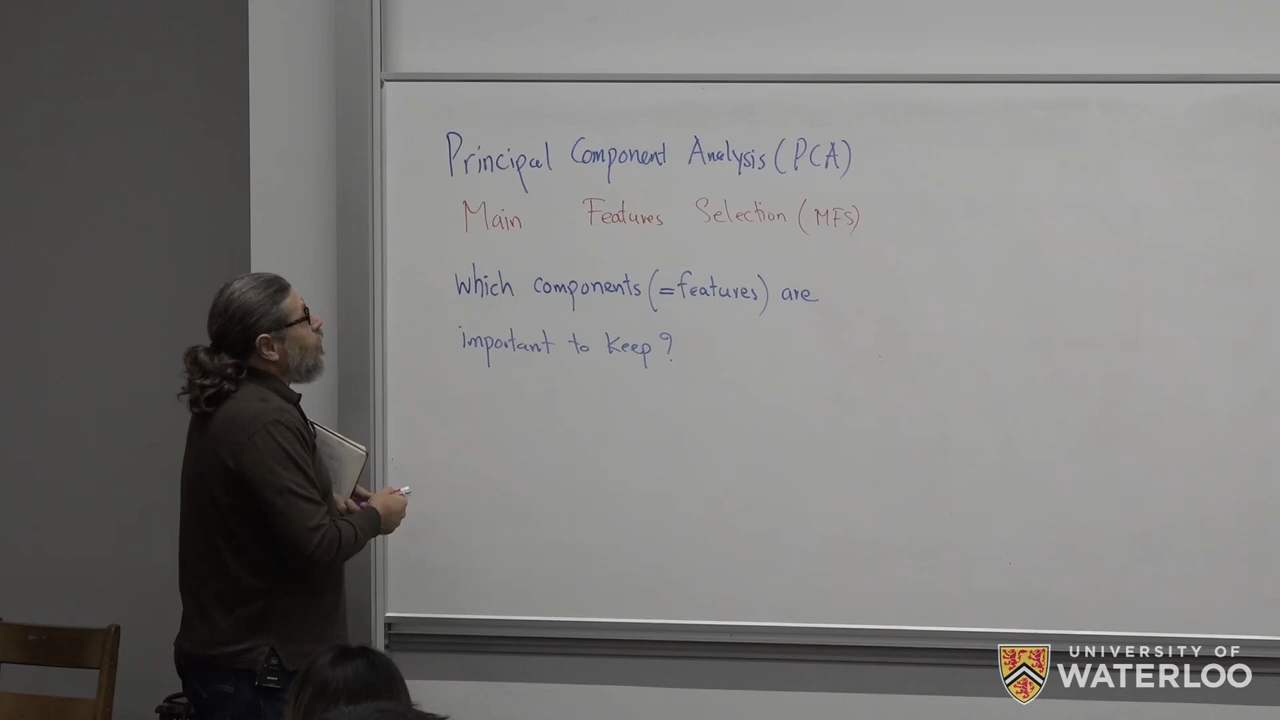 Principal Component Analysis (PCA)
Main Features Selection (MFS)
Which components (=features) are
important to keep?
UNIVERSITY OF
WATERLOO